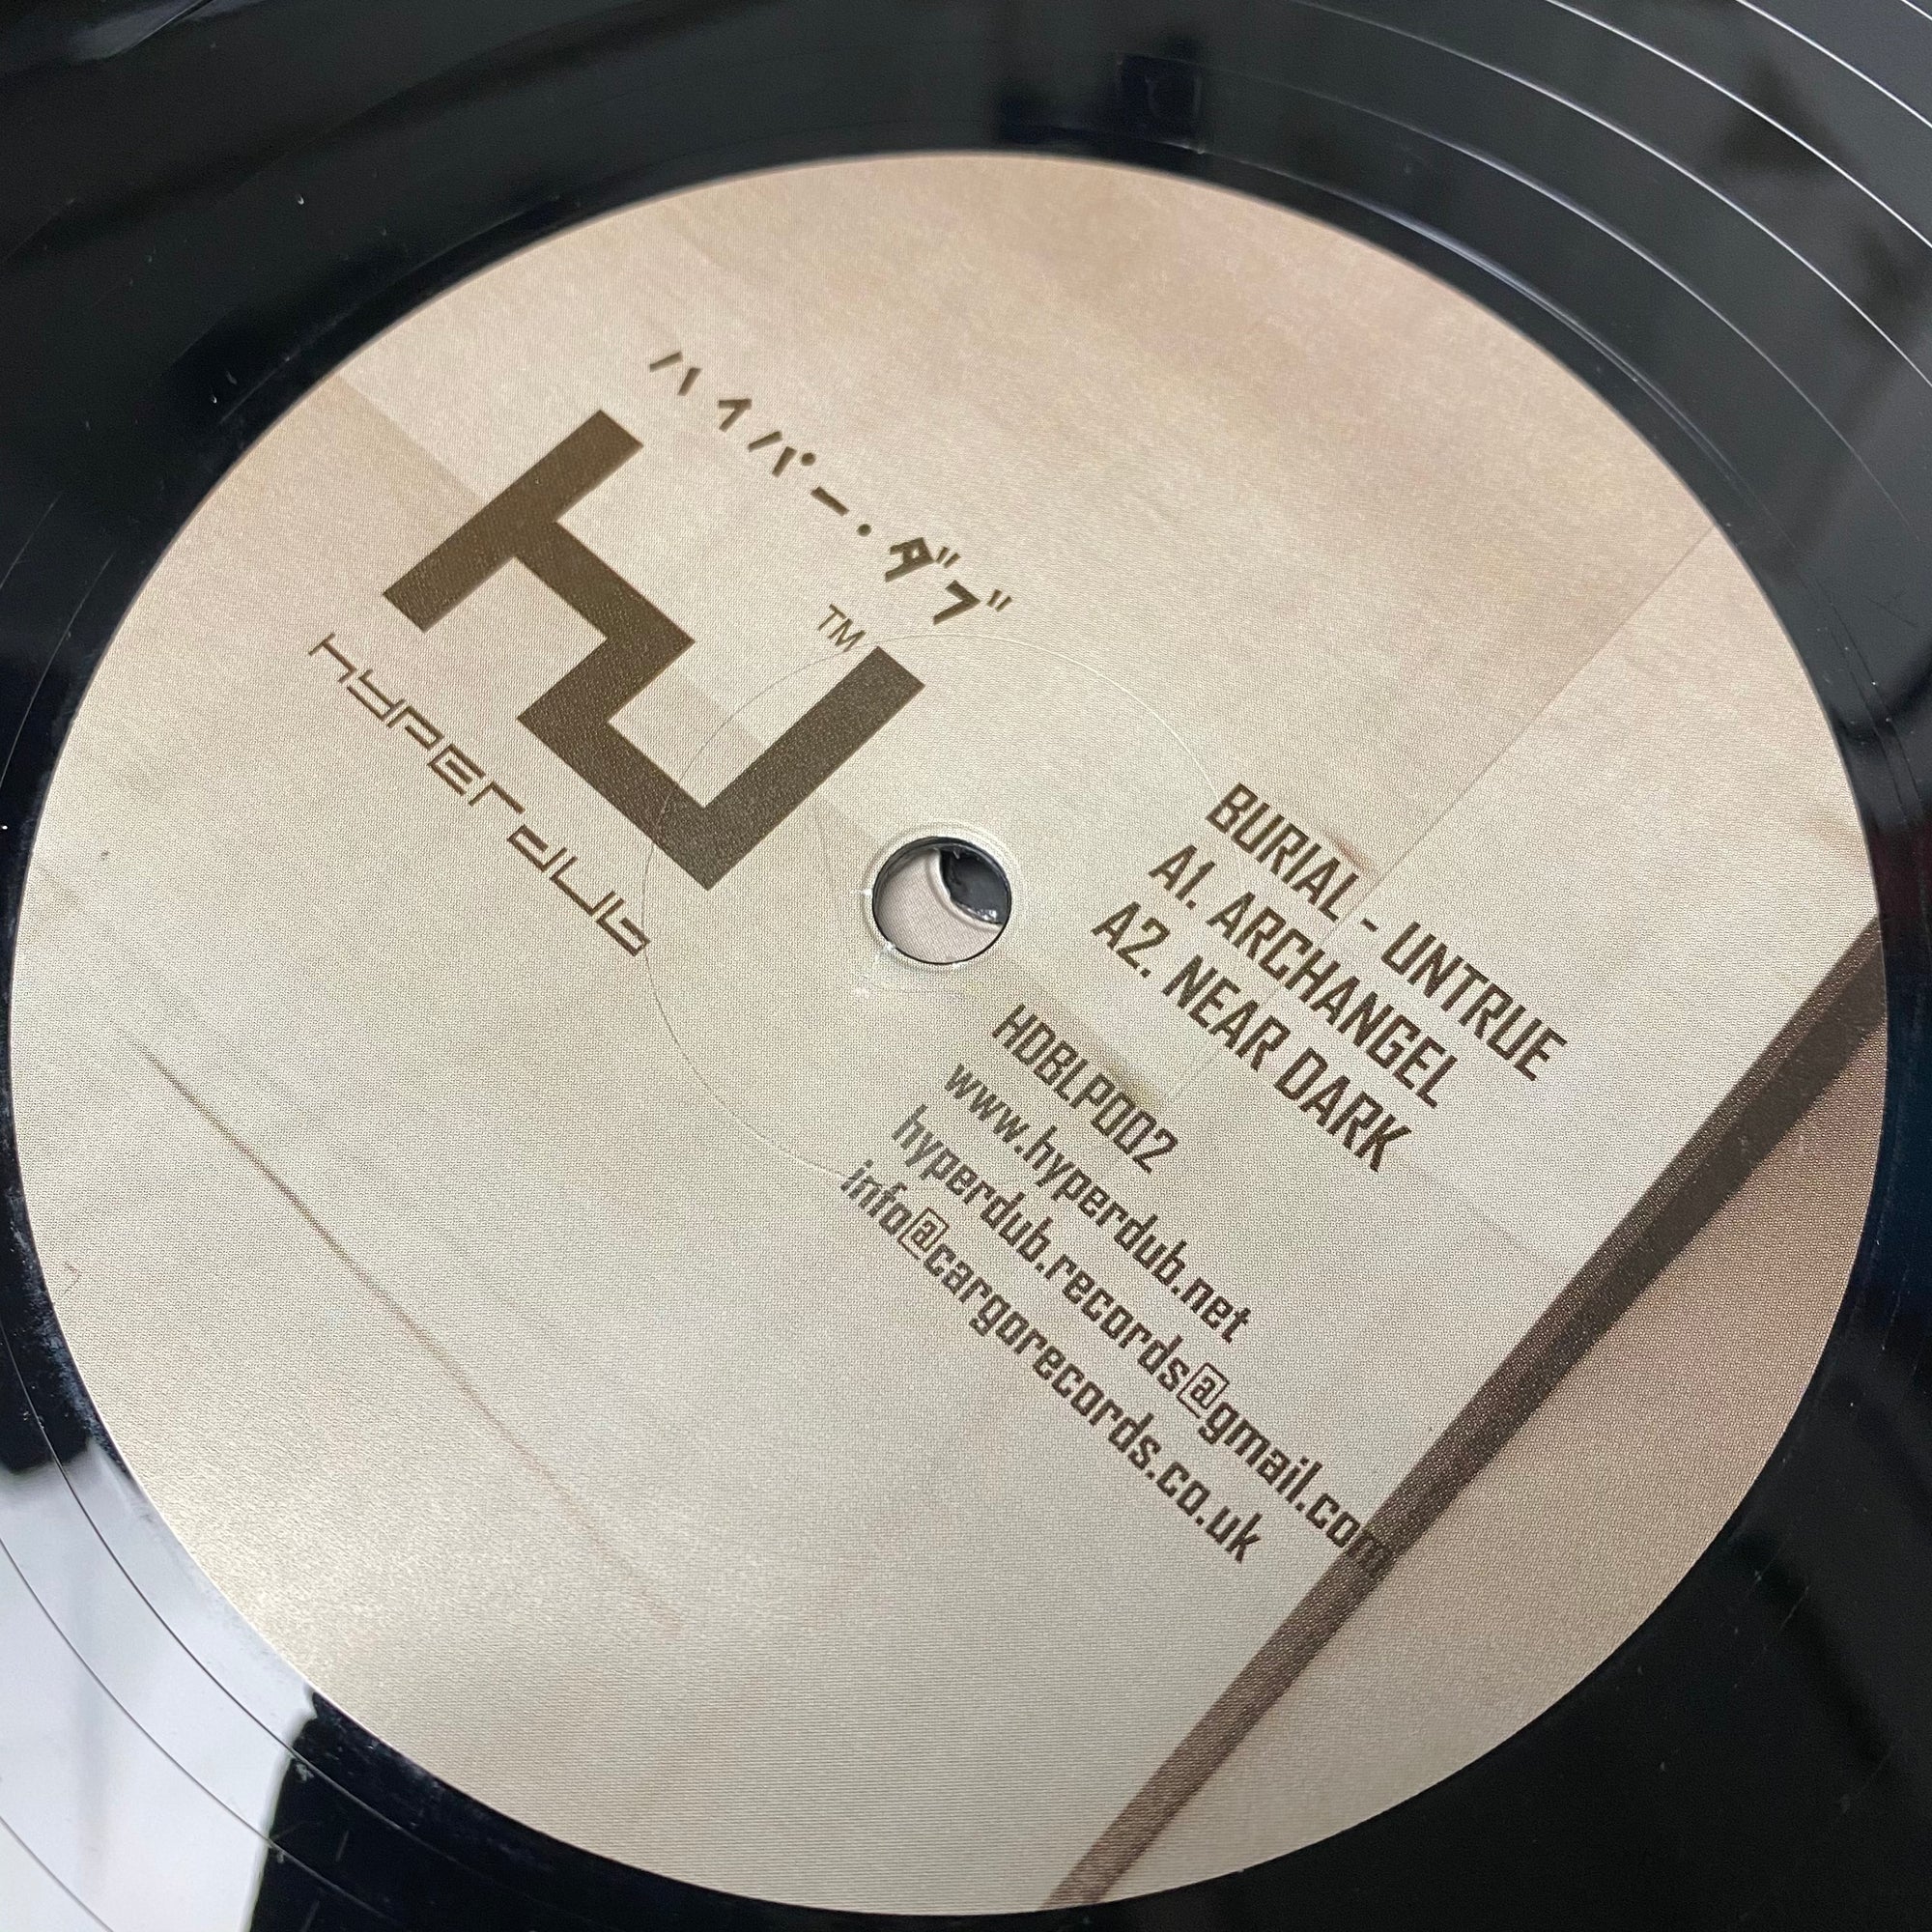 ハイパー・ダブ
TM
hyperdub
BURIAL - UNTRUE
A1. ARCHANGEL
A2. NEAR DARK
HDBLP002
www.hyperdub.net
hyperdub.records@gmail.com
info@cargorecords.co.uk